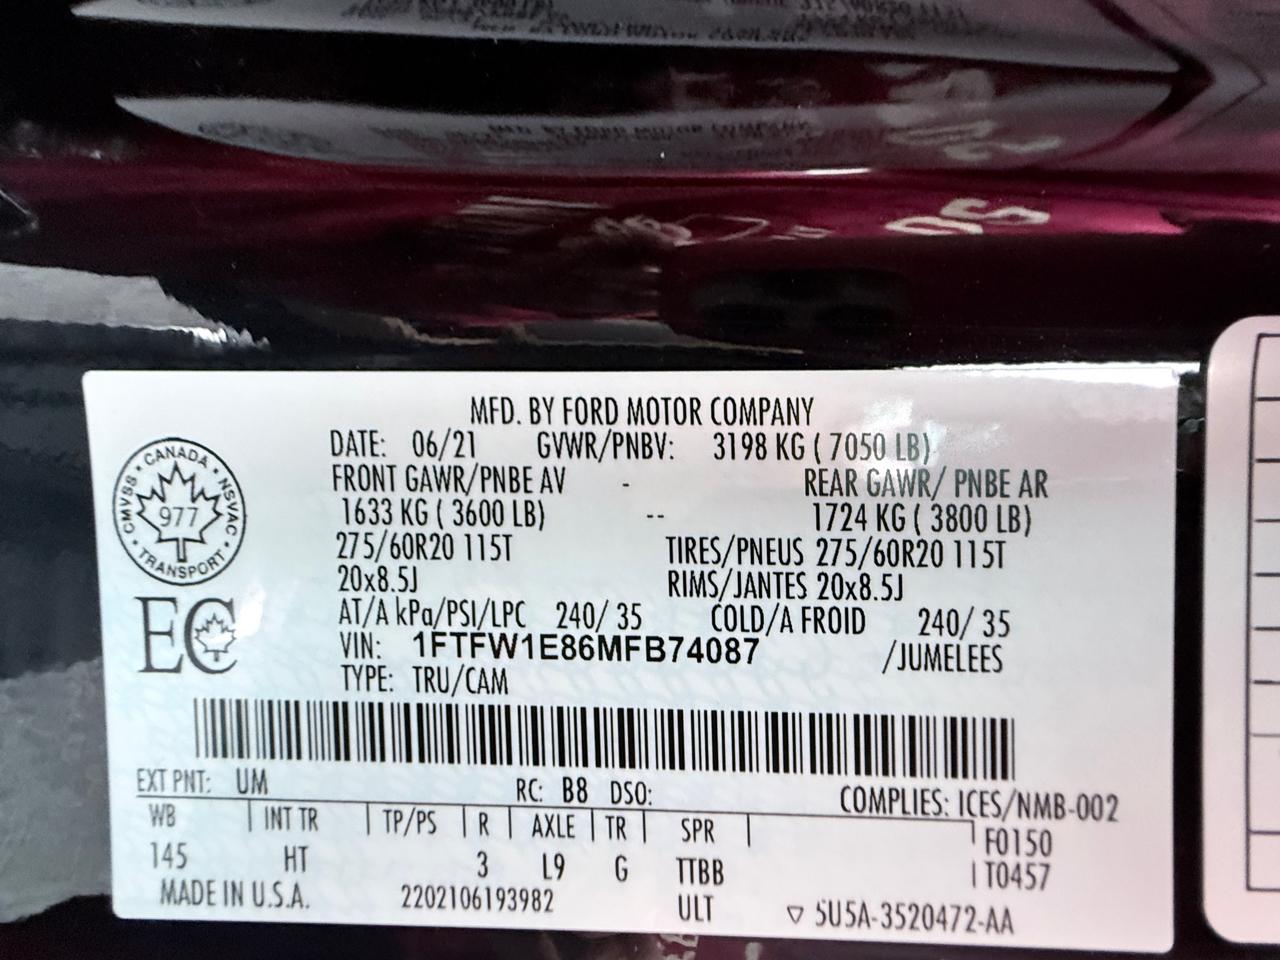 MFD. BY FORD MOTOR COMPANY
DATE: 06/21 GVWR/PNBV: 3198 KG ( 7050 LB)
FRONT GAWR/PNBE AV - REAR GAWR/ PNBE AR
1633 KG ( 3600 LB) -- 1724 KG ( 3800 LB)
275/60R20 115T TIRES/PNEUS 275/60R20 115T
20x8.5J RIMS/JANTES 20x8.5J
AT/A kPa/PSI/LPC 240/ 35 COLD/A FROID 240/ 35
VIN: 1FTFW1E86MFB74087 /JUMELEES
TYPE: TRU/CAM
CANADA
CMVSS 977 NSVAC
TRANSPORT
EC
EXT PNT: UM RC: B8 DSO:
COMPLIES: ICES/NMB-002
WB INT TR TP/PS R AXLE TR SPR F0150
145 HT 3 L9 G TTBB T0457
MADE IN U.S.A. 2202106193982 ULT ▽ 5U5A-3520472-AA